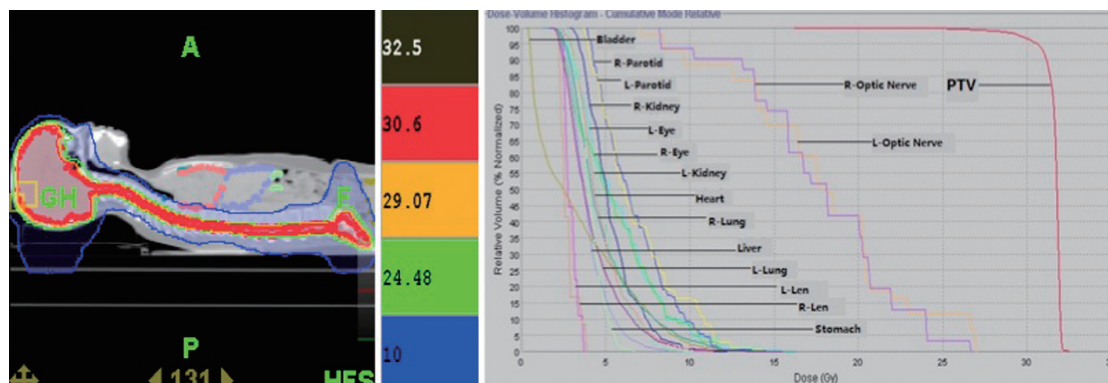 A
GH
F
P
131
HFS
32.5
30.6
29.07
24.48
10
Dose-Volume Histogram - Cumulative Mode Relative
Relative Volume (% Normalized)
100
95
90
85
80
75
70
65
60
55
50
45
40
35
30
25
20
15
10
5
0
Bladder
R-Parotid
L-Parotid
R-Optic Nerve
PTV
R-Kidney
L-Eye
L-Optic Nerve
R-Eye
L-Kidney
Heart
R-Lung
Liver
L-Lung
L-Len
R-Len
Stomach
0 5 10 15 20 25 30 35
Dose (Gy)